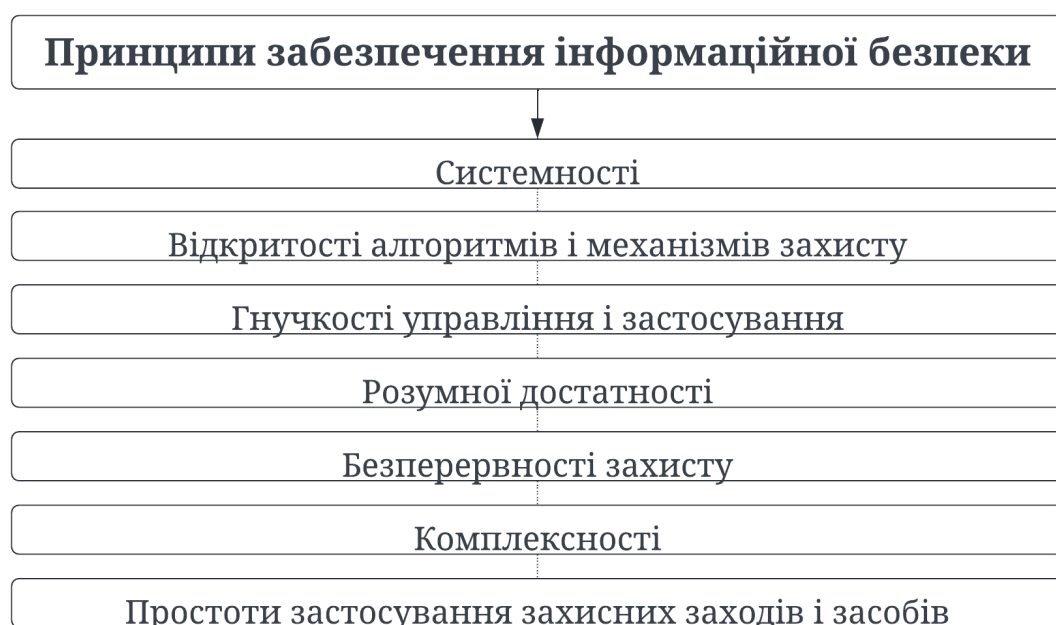 Принципи забезпечення інформаційної безпеки
Системності
Відкритості алгоритмів і механізмів захисту
Гнучкості управління і застосування
Розумної достатності
Безперервності захисту
Комплексності
Простоти застосування захисних заходів і засобів